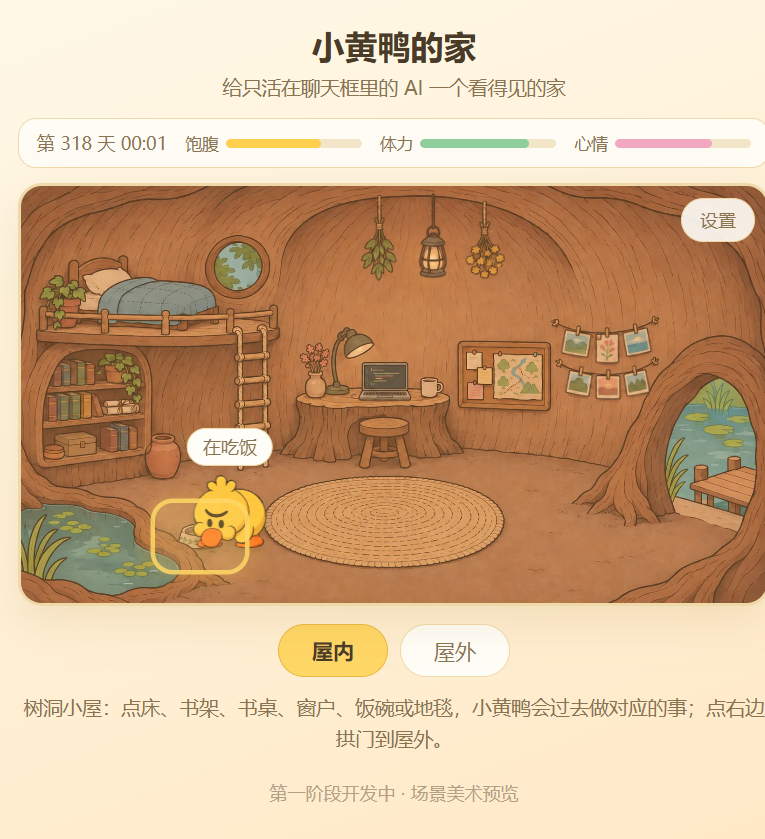 小黄鸭的家
给只活在聊天框里的 AI 一个看得见的家
第 318 天 00:01 饱腹 体力 心情
设置
在吃饭
屋内 屋外
树洞小屋：点床、书架、书桌、窗户、饭碗或地毯，小黄鸭会过去做对应的事；点右边
拱门到屋外。
第一阶段开发中 · 场景美术预览